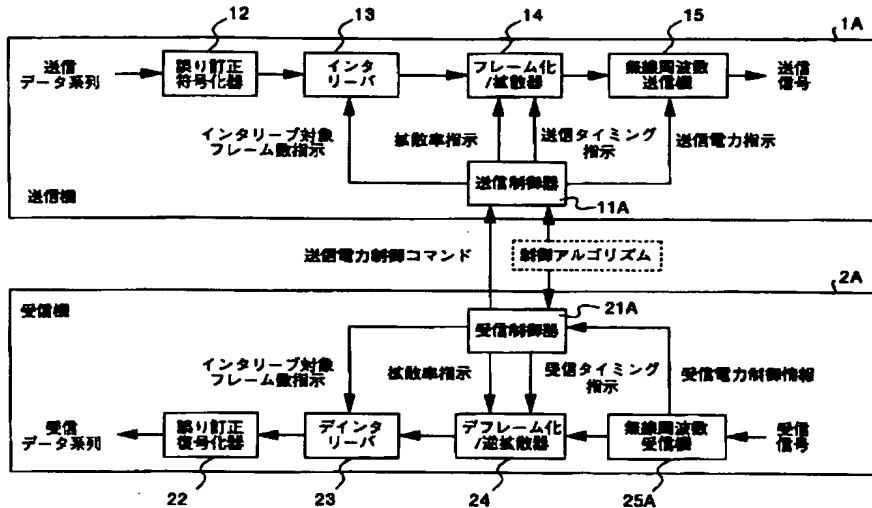 12
13
14
15
1A
送信
データ系列
誤り訂正
符号化器
インタ
リーバ
フレーム化
/拡散器
無線周波数
送信機
送信
信号
インタリーブ対象
フレーム数指示
拡散率指示
送信タイミング
指示
送信電力指示
送信制御器
11A
送信機
送信電力制御コマンド
制御アルゴリズム
2A
受信機
受信制御器
21A
インタリーブ対象
フレーム数指示
拡散率指示
受信タイミング
指示
受信電力制御情報
受信
データ系列
誤り訂正
復号化器
デインタ
リーバ
デフレーム化
/逆拡散器
無線周波数
受信機
受信
信号
22
23
24
25A